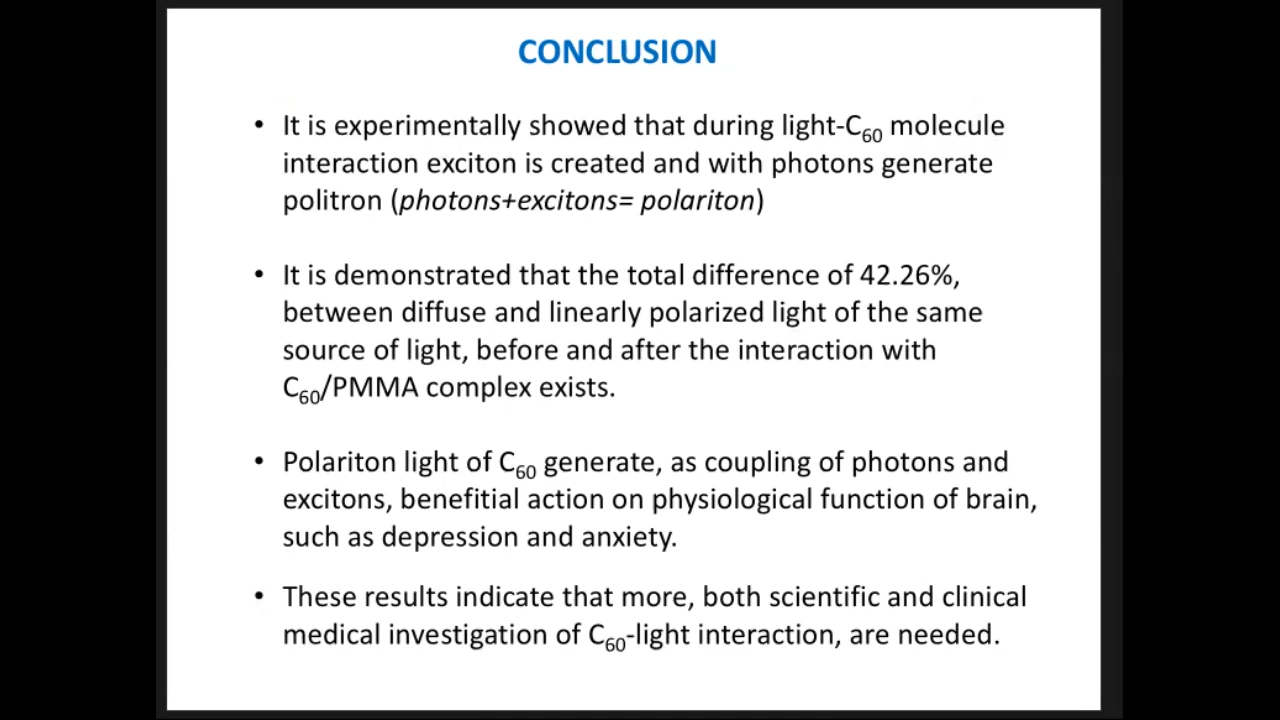 CONCLUSION
• It is experimentally showed that during light-C₆₀ molecule
interaction exciton is created and with photons generate
politron (photons+excitons= polariton)
• It is demonstrated that the total difference of 42.26%,
between diffuse and linearly polarized light of the same
source of light, before and after the interaction with
C₆₀/PMMA complex exists.
• Polariton light of C₆₀ generate, as coupling of photons and
excitons, benefitial action on physiological function of brain,
such as depression and anxiety.
• These results indicate that more, both scientific and clinical
medical investigation of C₆₀-light interaction, are needed.